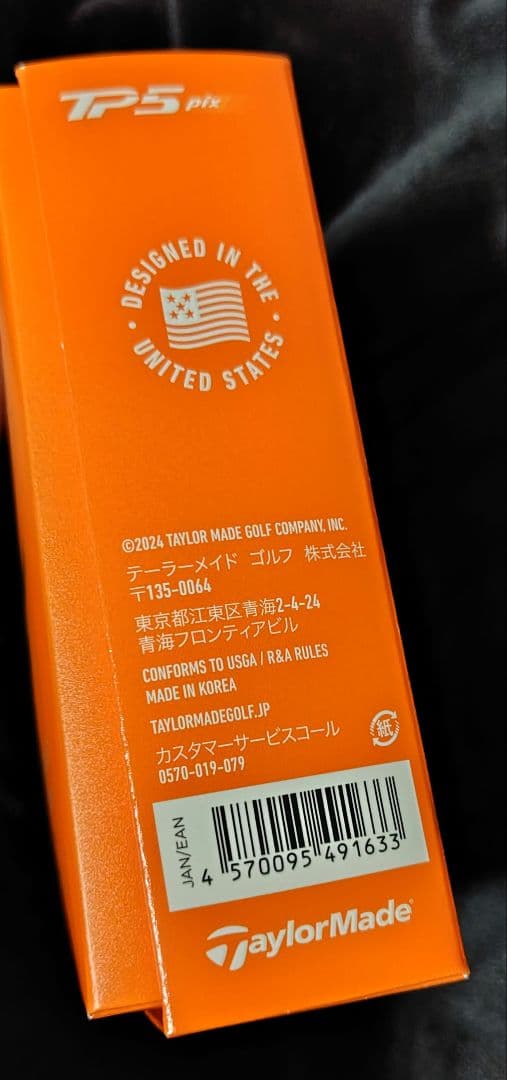 TP5 pix
DESIGNED IN THE
UNITED STATES
©2024 TAYLOR MADE GOLF COMPANY, INC.
テーラーメイド ゴルフ 株式会社
〒135-0064
東京都江東区青海2-4-24
青海フロンティアビル
CONFORMS TO USGA / R&A RULES
MADE IN KOREA
TAYLORMADEGOLF.JP
カスタマーサービスコール
0570-019-079
紙
JAN/EAN
4 570095 491633
TaylorMade